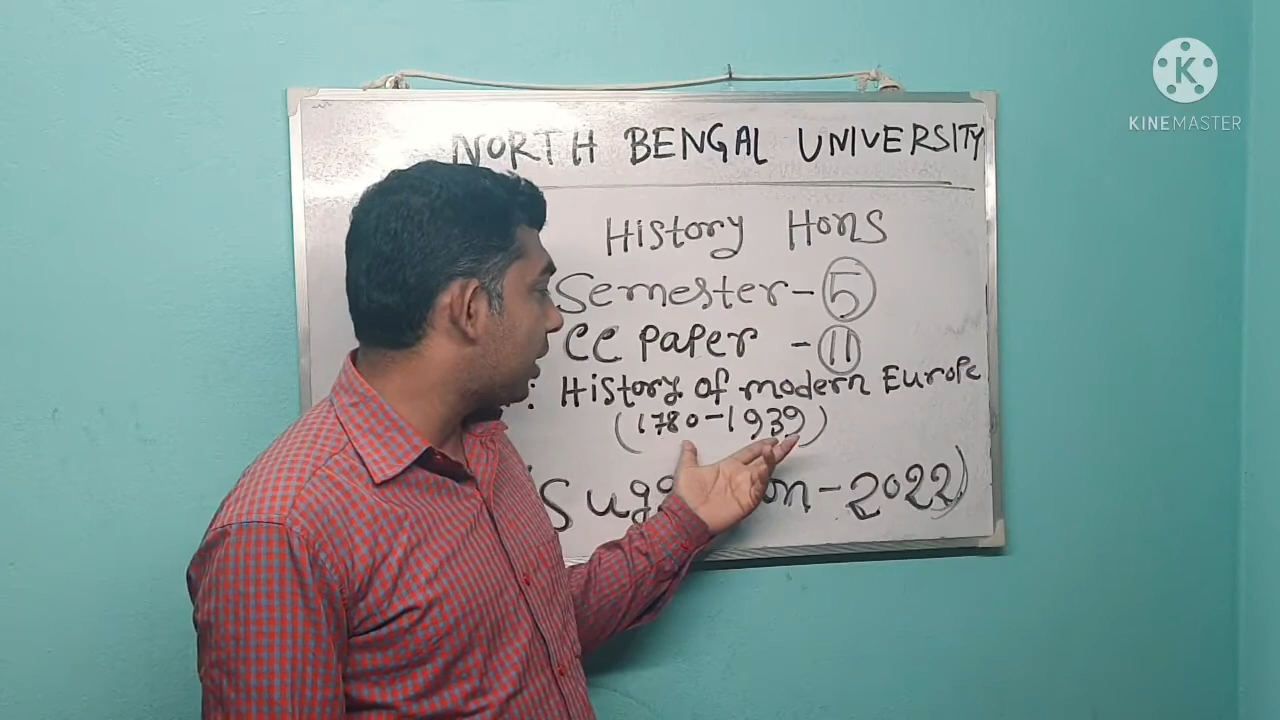 NORTH BENGAL UNIVERSITY
History Hons
Semester - 5
CC Paper - 11
: History of modern Europe
(1780-1939)
2022)
K
KINEMASTER